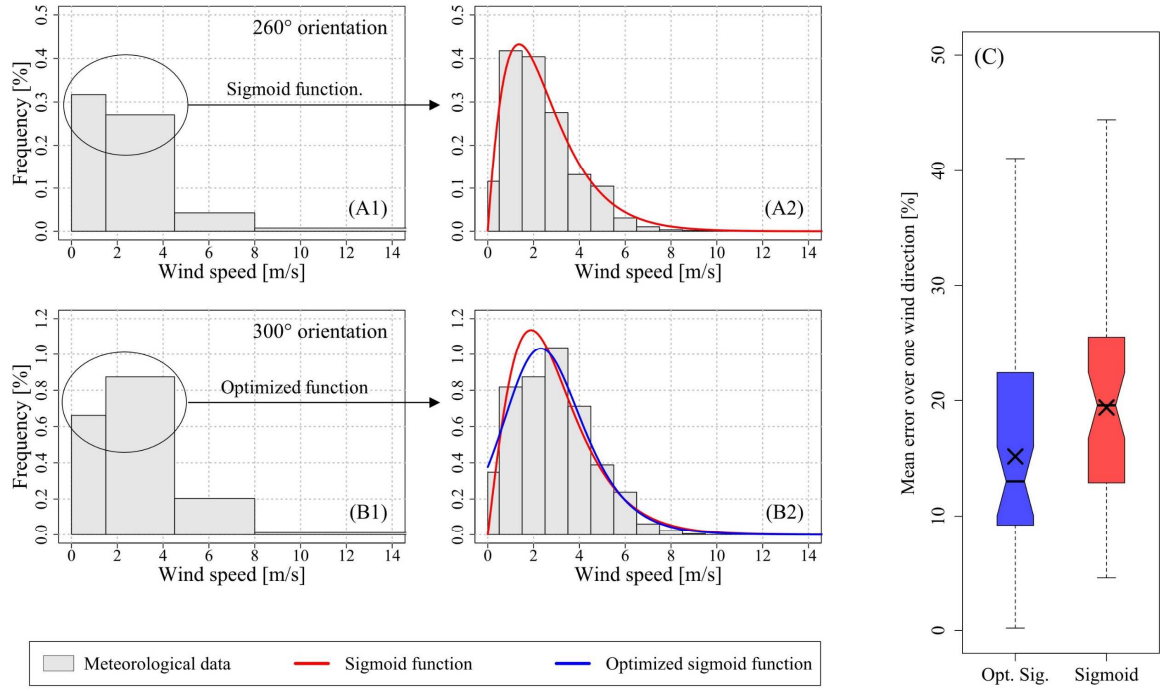 260° orientation
Sigmoid function.
(A1)
Frequency [%]
0.0 0.1 0.2 0.3 0.4 0.5
0 2 4 6 8 10 12 14
Wind speed [m/s]
(A2)
0.0 0.1 0.2 0.3 0.4 0.5
0 2 4 6 8 10 12 14
Wind speed [m/s]
300° orientation
Optimized function
(B1)
Frequency [%]
0.0 0.2 0.4 0.6 0.8 1.0 1.2
0 2 4 6 8 10 12 14
Wind speed [m/s]
(B2)
0.0 0.2 0.4 0.6 0.8 1.0 1.2
0 2 4 6 8 10 12 14
Wind speed [m/s]
Meteorological data Sigmoid function Optimized sigmoid function
(C)
Mean error over one wind direction [%]
0 10 20 30 40 50
Opt. Sig. Sigmoid